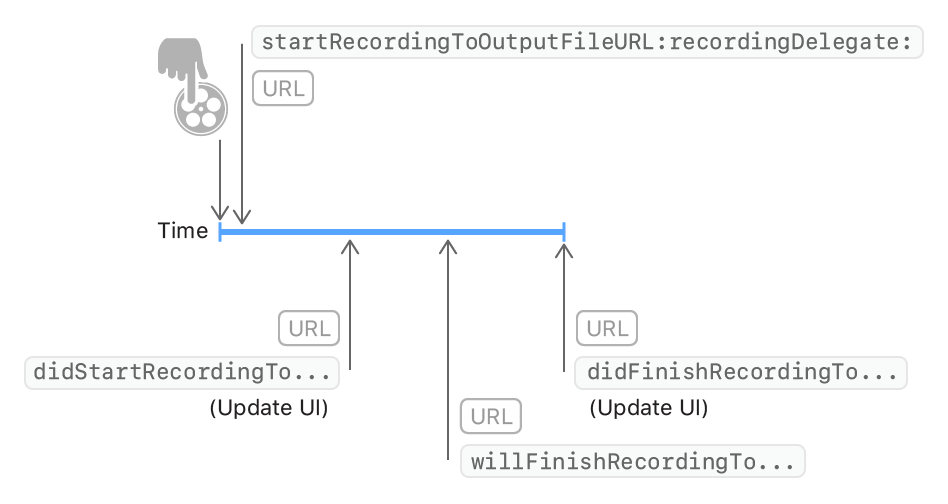 startRecordingToOutputFileURL:recordingDelegate:
URL
Time
URL
URL
didStartRecordingTo...
didFinishRecordingTo...
(Update UI)
(Update UI)
URL
willFinishRecordingTo...